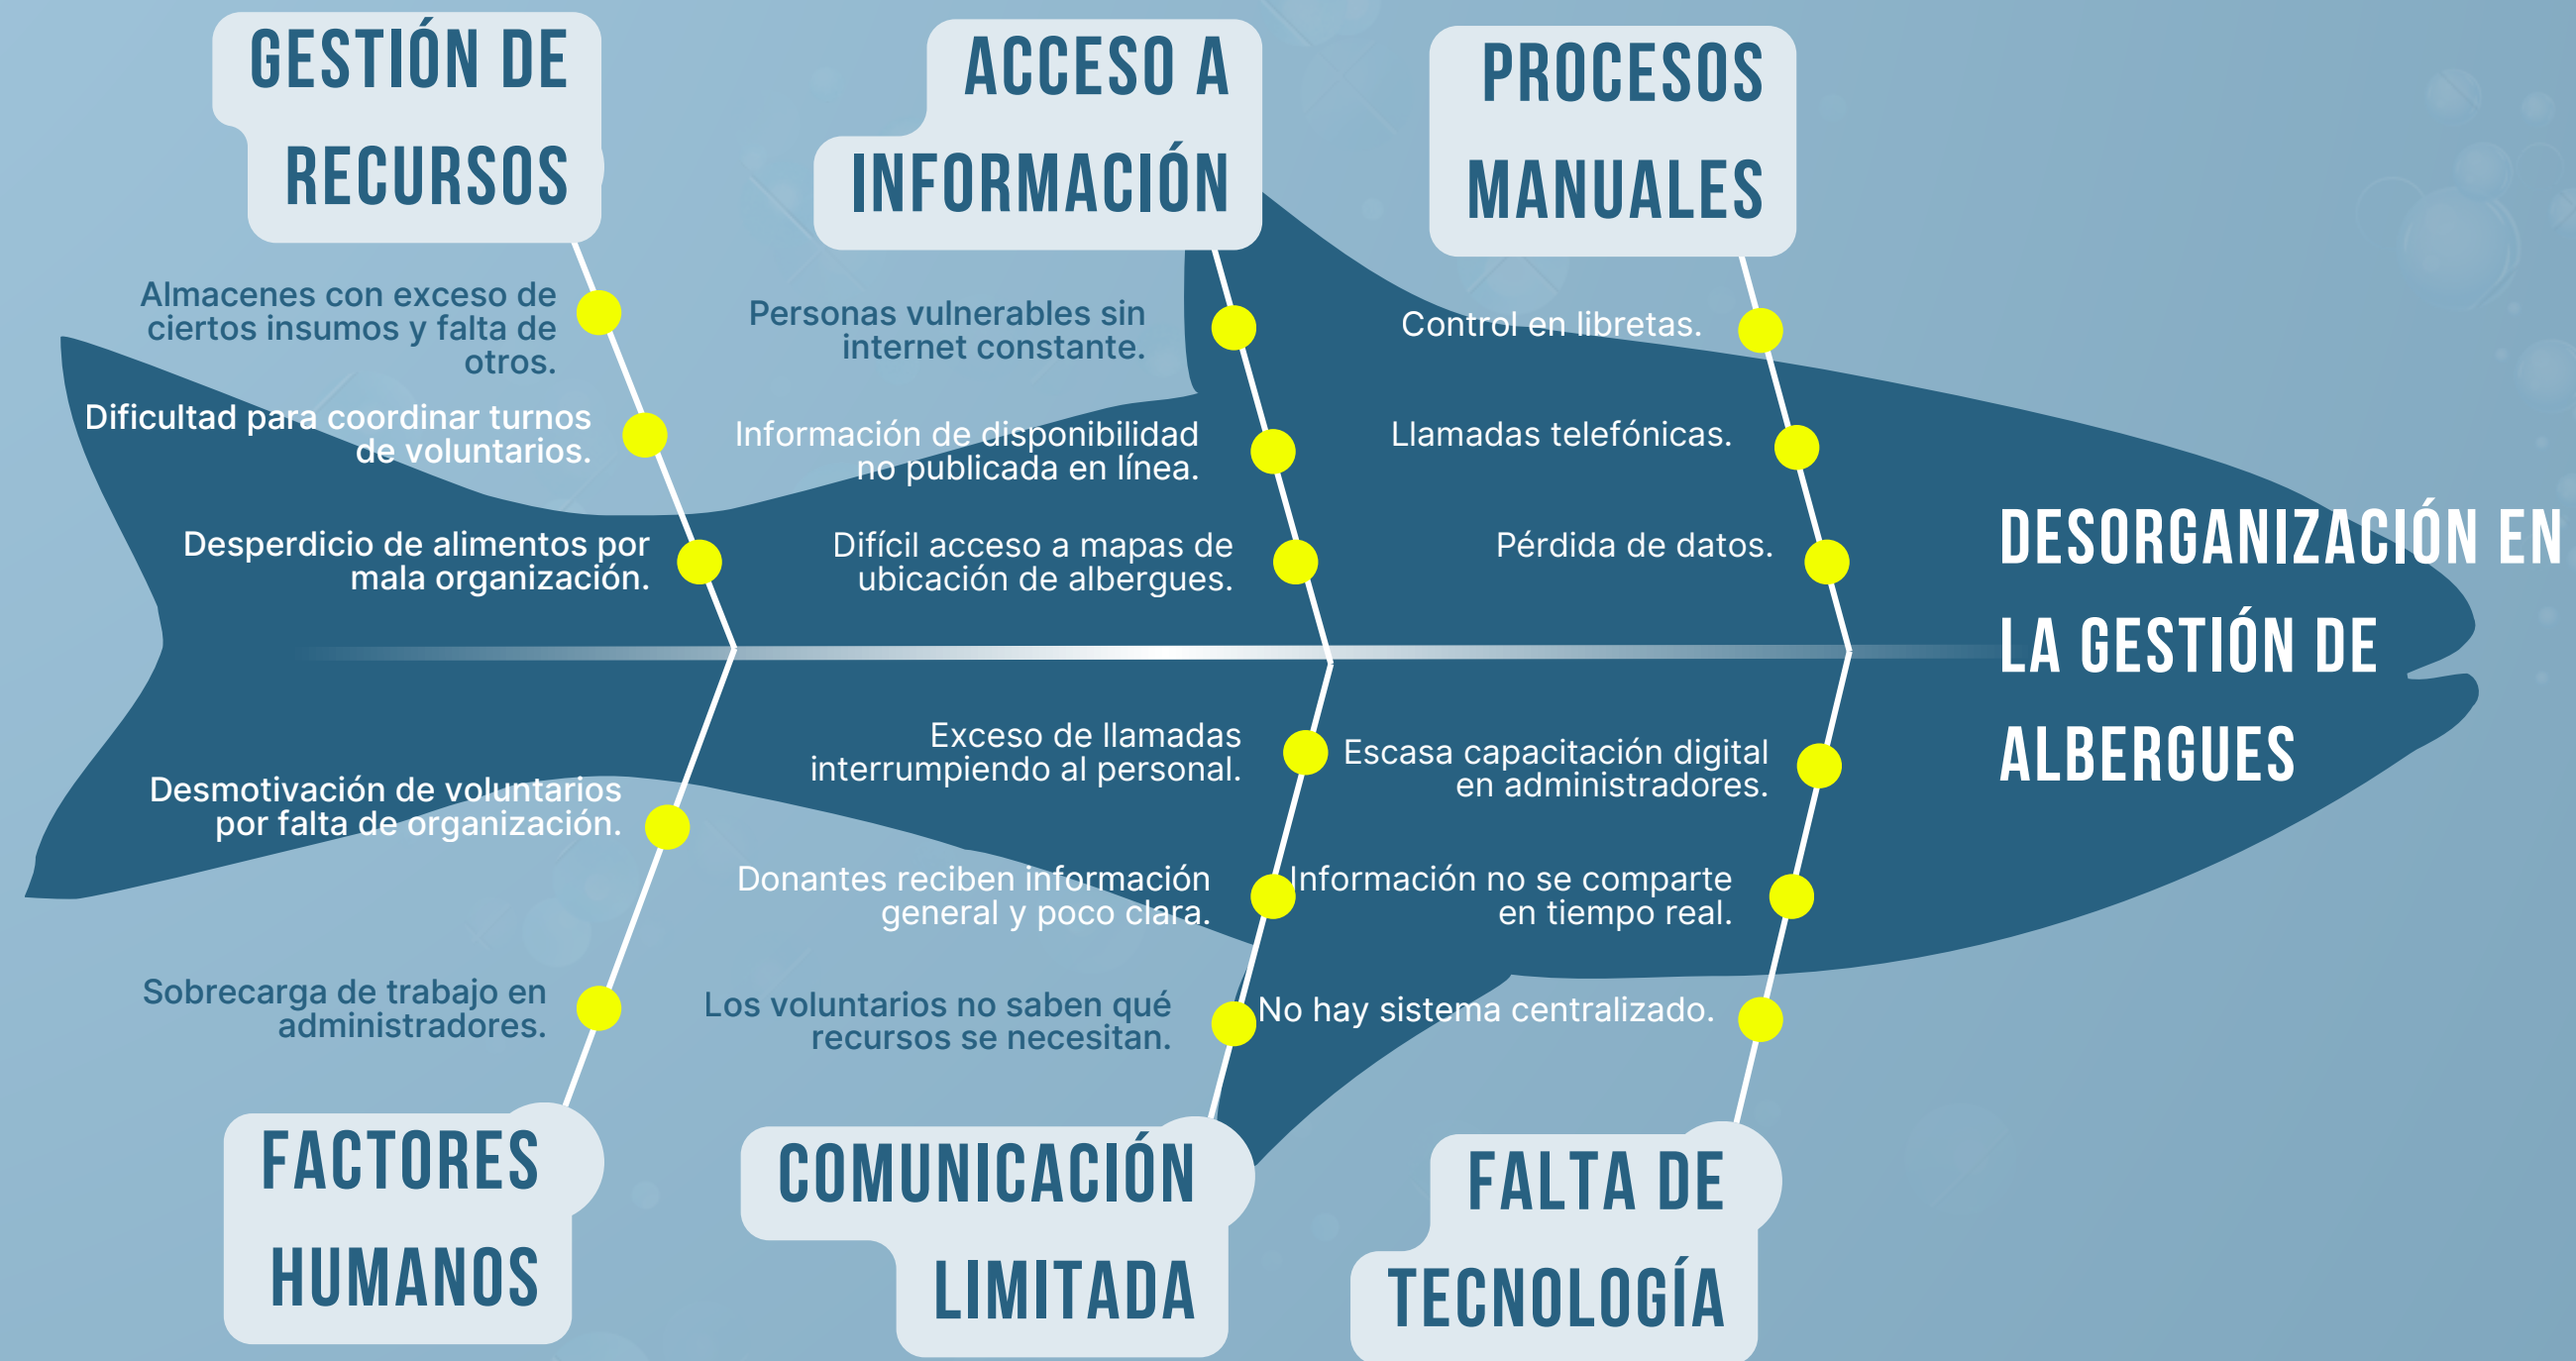 GESTIÓN DE
RECURSOS
Almacenes con exceso de
ciertos insumos y falta de
otros.
Dificultad para coordinar turnos
de voluntarios.
Desperdicio de alimentos por
mala organización.
ACCESO A
INFORMACIÓN
Personas vulnerables sin
internet constante.
Información de disponibilidad
no publicada en línea.
Difícil acceso a mapas de
ubicación de albergues.
PROCESOS
MANUALES
Control en libretas.
Llamadas telefónicas.
Pérdida de datos.
DESORGANIZACIÓN EN
LA GESTIÓN DE
ALBERGUES
Desmotivación de voluntarios
por falta de organización.
Sobrecarga de trabajo en
administradores.
FACTORES
HUMANOS
Exceso de llamadas
interrumpiendo al personal.
Donantes reciben información
general y poco clara.
Los voluntarios no saben qué
recursos se necesitan.
COMUNICACIÓN
LIMITADA
Escasa capacitación digital
en administradores.
Información no se comparte
en tiempo real.
No hay sistema centralizado.
FALTA DE
TECNOLOGÍA